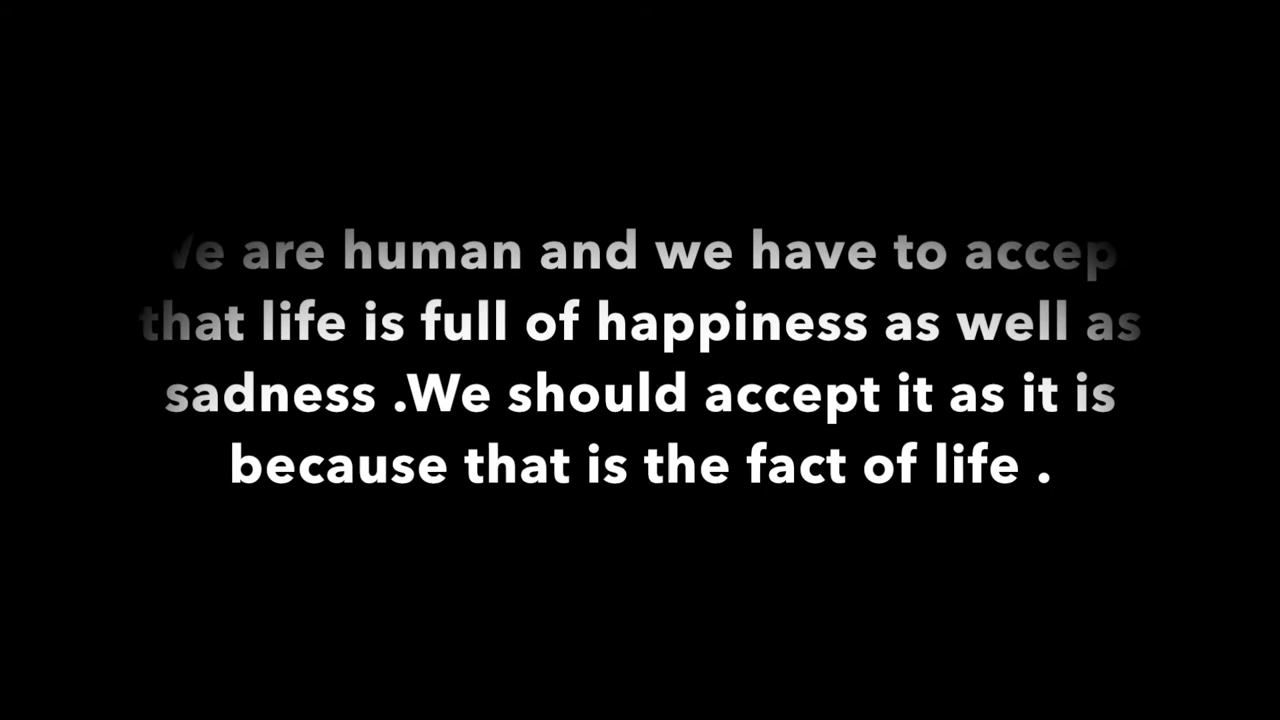 We are human and we have to accep
that life is full of happiness as well as
sadness .We should accept it as it is
because that is the fact of life .